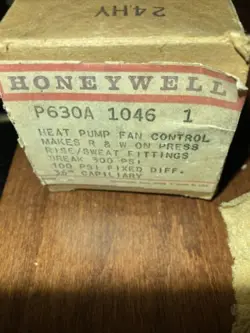 24HY
HONEYWELL
P630A 1046 1
HEAT PUMP FAN CONTROL
MAKES R & W ON PRESS
RISE/SWEAT FITTINGS
BREAK 300 PSI
100 PSI FIXED DIFF.
36" CAPILLARY